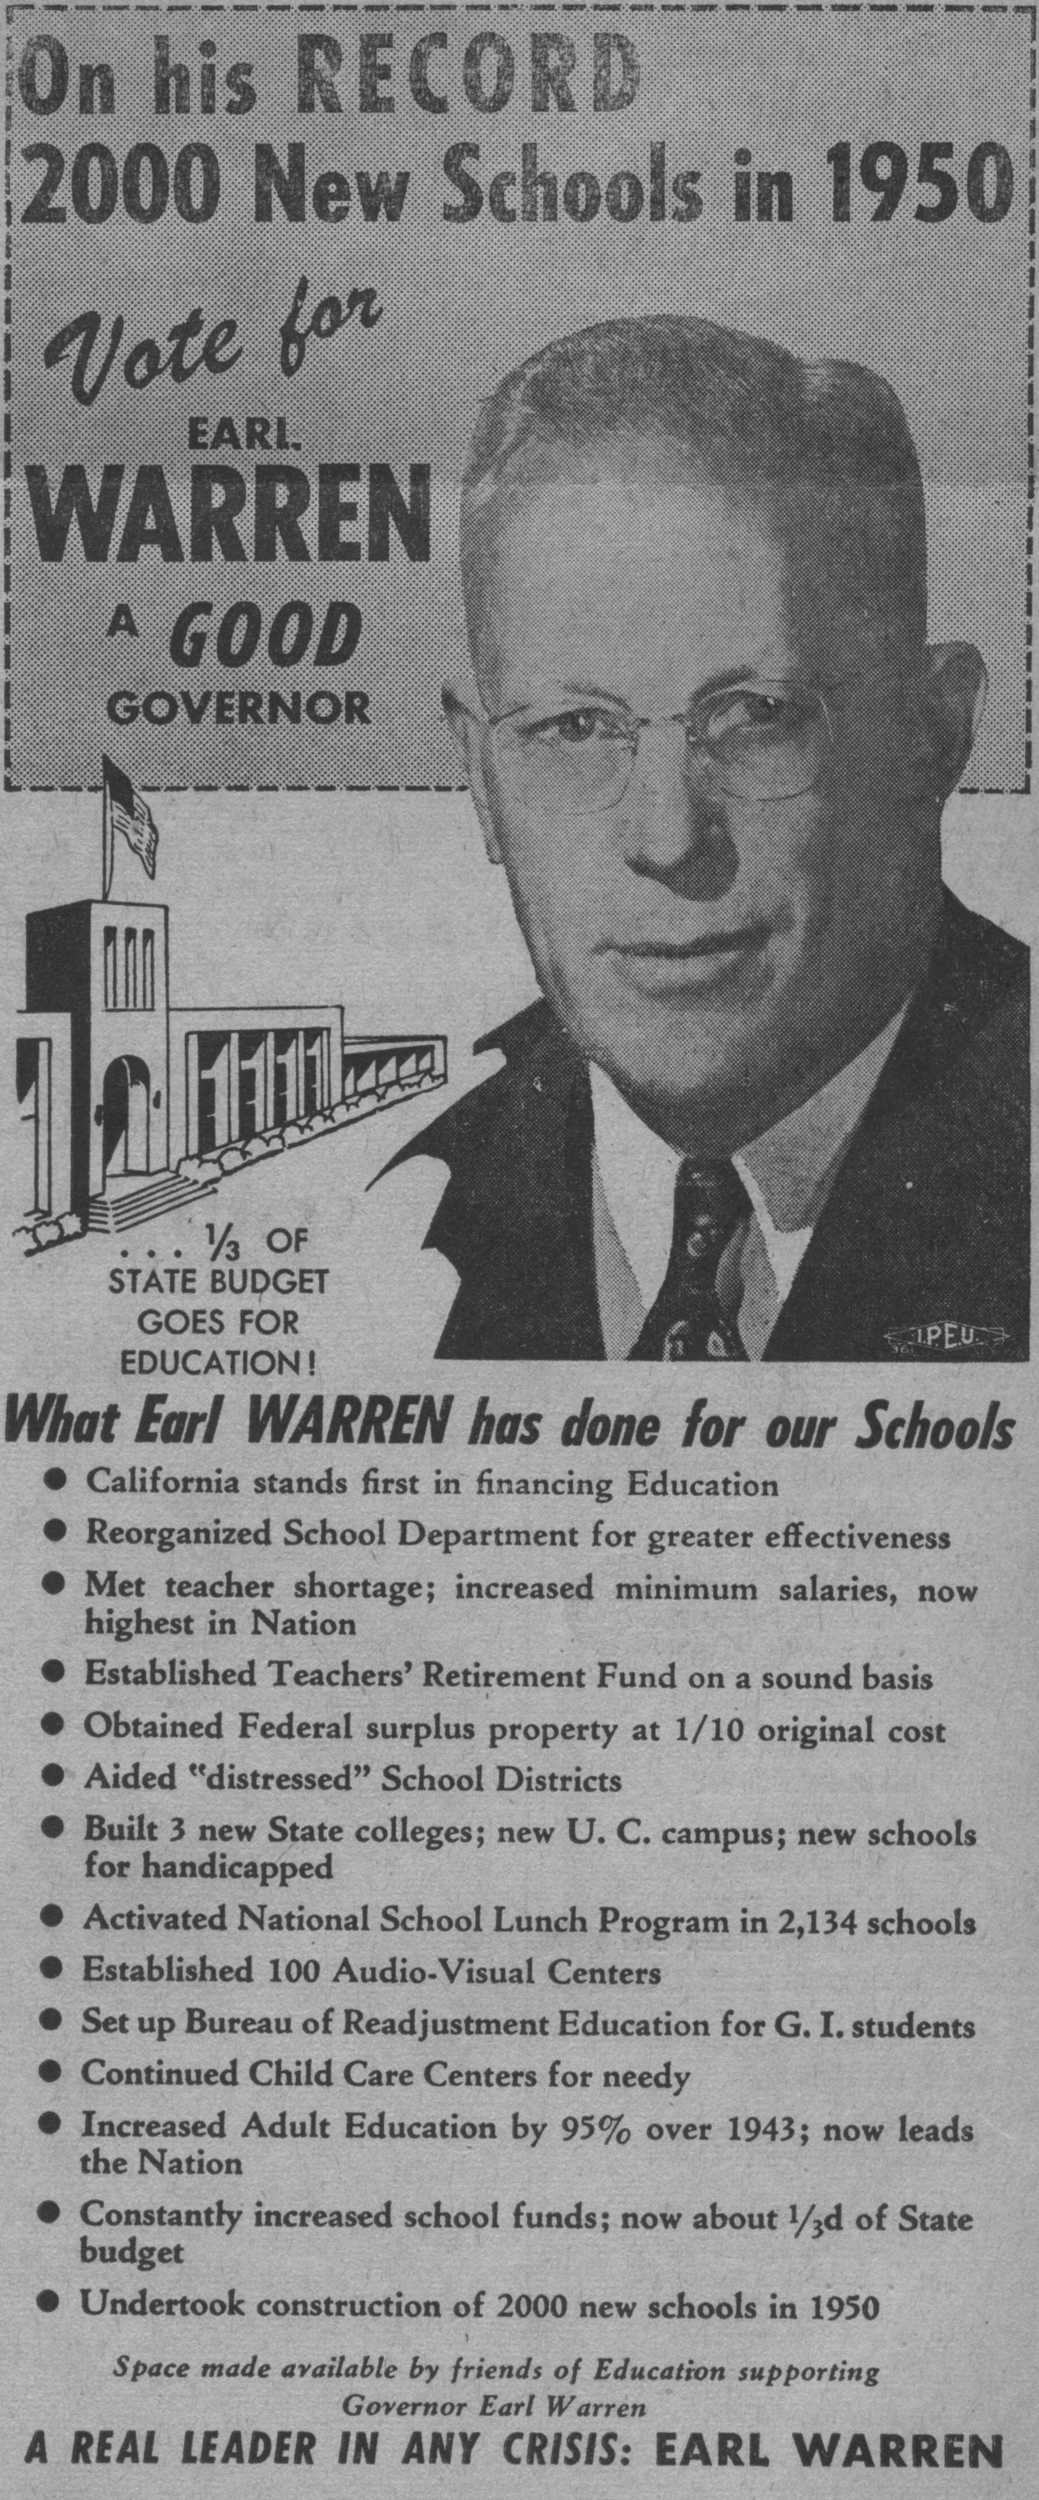 On his RECORD
2000 New Schools in 1950
Vote for
EARL
WARREN
A GOOD
GOVERNOR
... ⅓ OF
STATE BUDGET
GOES FOR
EDUCATION!
I.P.E.U.
What Earl WARREN has done for our Schools
● California stands first in financing Education
● Reorganized School Department for greater effectiveness
● Met teacher shortage; increased minimum salaries, now
highest in Nation
● Established Teachers' Retirement Fund on a sound basis
● Obtained Federal surplus property at 1/10 original cost
● Aided "distressed" School Districts
● Built 3 new State colleges; new U. C. campus; new schools
for handicapped
● Activated National School Lunch Program in 2,134 schools
● Established 100 Audio-Visual Centers
● Set up Bureau of Readjustment Education for G. I. students
● Continued Child Care Centers for needy
● Increased Adult Education by 95% over 1943; now leads
the Nation
● Constantly increased school funds; now about ⅓d of State
budget
● Undertook construction of 2000 new schools in 1950
Space made available by friends of Education supporting
Governor Earl Warren
A REAL LEADER IN ANY CRISIS: EARL WARREN